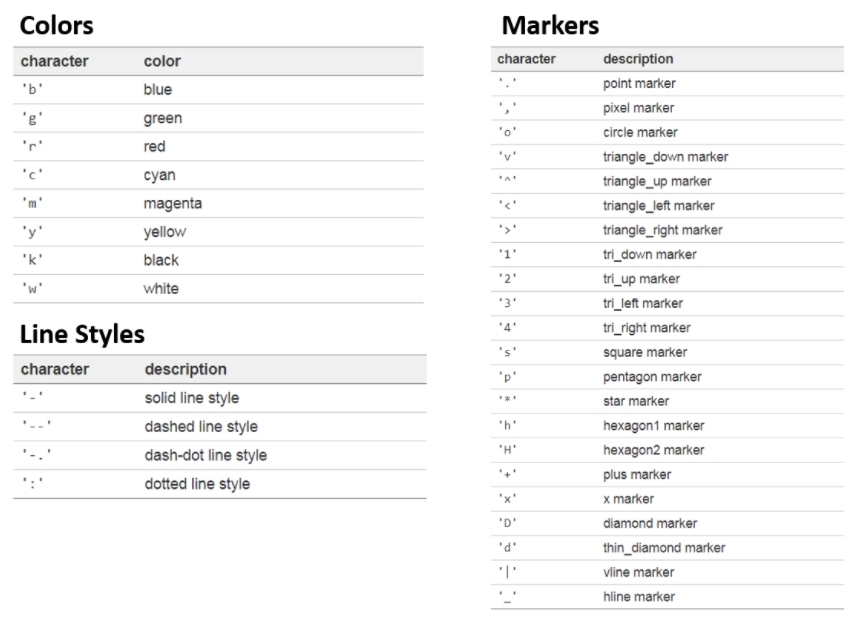 Colors
character color
'b' blue
'g' green
'r' red
'c' cyan
'm' magenta
'y' yellow
'k' black
'w' white
Line Styles
character description
'-' solid line style
'--' dashed line style
'-.' dash-dot line style
':' dotted line style
Markers
character description
'.' point marker
',' pixel marker
'o' circle marker
'v' triangle_down marker
'^' triangle_up marker
'<' triangle_left marker
'>' triangle_right marker
'1' tri_down marker
'2' tri_up marker
'3' tri_left marker
'4' tri_right marker
's' square marker
'p' pentagon marker
'*' star marker
'h' hexagon1 marker
'H' hexagon2 marker
'+' plus marker
'x' x marker
'D' diamond marker
'd' thin_diamond marker
'|' vline marker
'_' hline marker